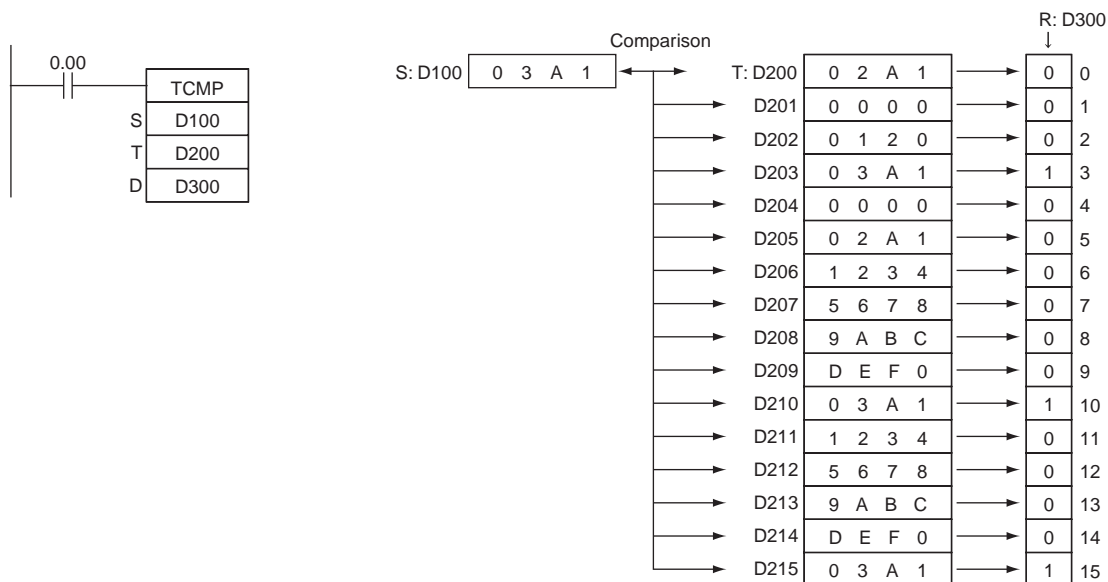 R: D300
Comparison
0.00
TCMP
S D100
T D200
D D300
S: D100 0 3 A 1
T: D200 0 2 A 1 0 0
D201 0 0 0 0 0 1
D202 0 1 2 0 0 2
D203 0 3 A 1 1 3
D204 0 0 0 0 0 4
D205 0 2 A 1 0 5
D206 1 2 3 4 0 6
D207 5 6 7 8 0 7
D208 9 A B C 0 8
D209 D E F 0 0 9
D210 0 3 A 1 1 10
D211 1 2 3 4 0 11
D212 5 6 7 8 0 12
D213 9 A B C 0 13
D214 D E F 0 0 14
D215 0 3 A 1 1 15